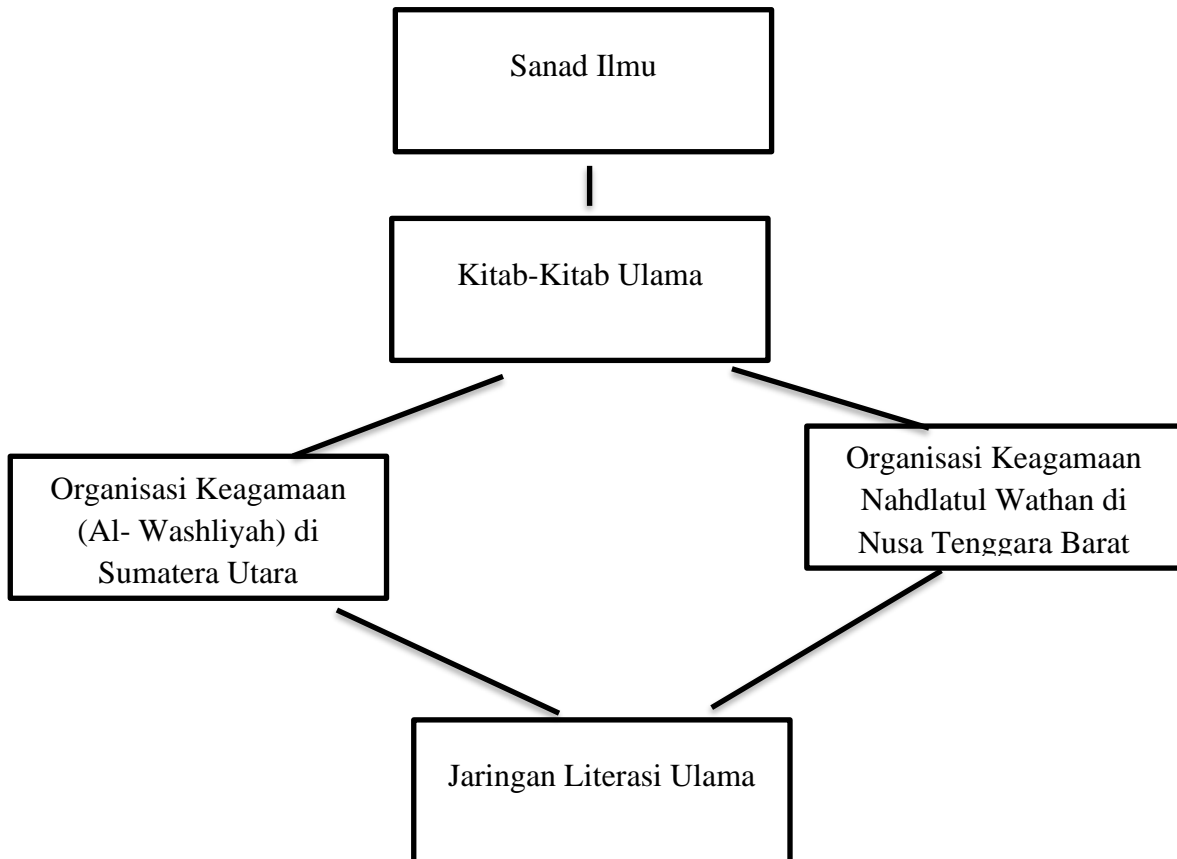 Sanad Ilmu
Kitab-Kitab Ulama
Organisasi Keagamaan
(Al- Washliyah) di
Sumatera Utara
Organisasi Keagamaan
Nahdlatul Wathan di
Nusa Tenggara Barat
Jaringan Literasi Ulama